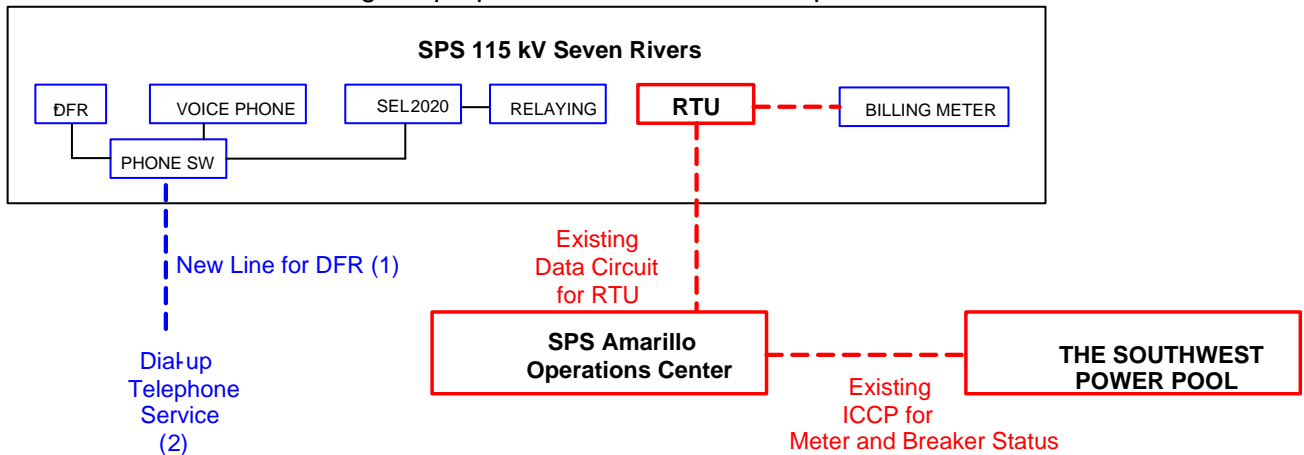 SPS 115 kV Seven Rivers
DFR
VOICE PHONE
SEL2020
RELAYING
RTU
BILLING METER
PHONE SW
New Line for DFR (1)
Existing
Data Circuit
for RTU
Dial-up
Telephone
Service
(2)
SPS Amarillo
Operations Center
THE SOUTHWEST
POWER POOL
Existing
ICCP for
Meter and Breaker Status